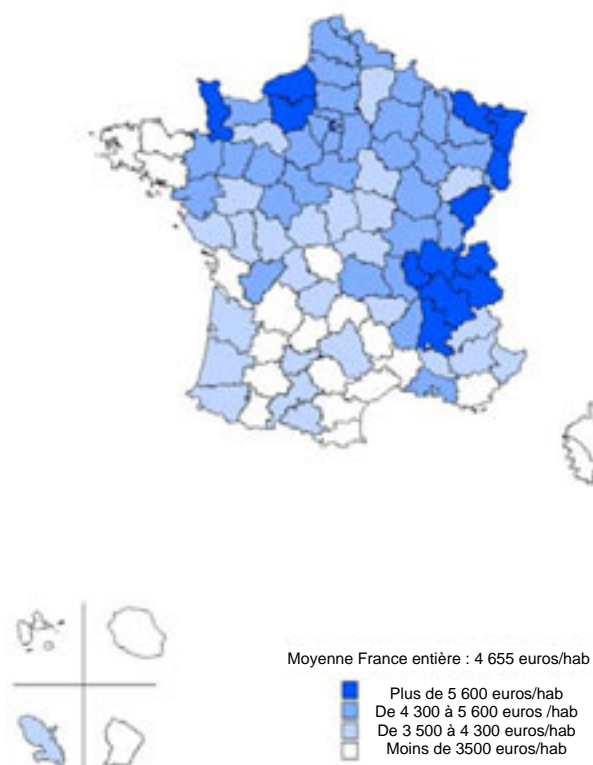 Moyenne France entière : 4 655 euros/hab
Plus de 5 600 euros/hab
De 4 300 à 5 600 euros /hab
De 3 500 à 4 300 euros/hab
Moins de 3500 euros/hab